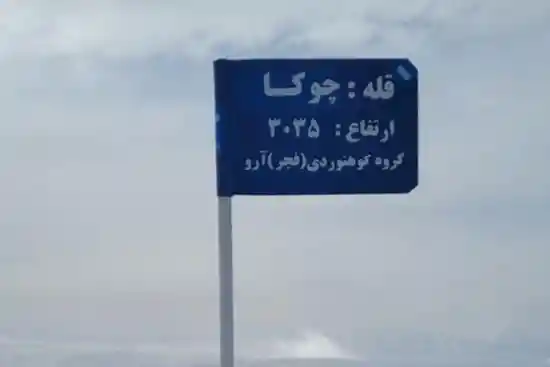 قله : چوکا
ارتفاع : ۳۰۳۵
گروه کوهنوردی(فجر)آرو